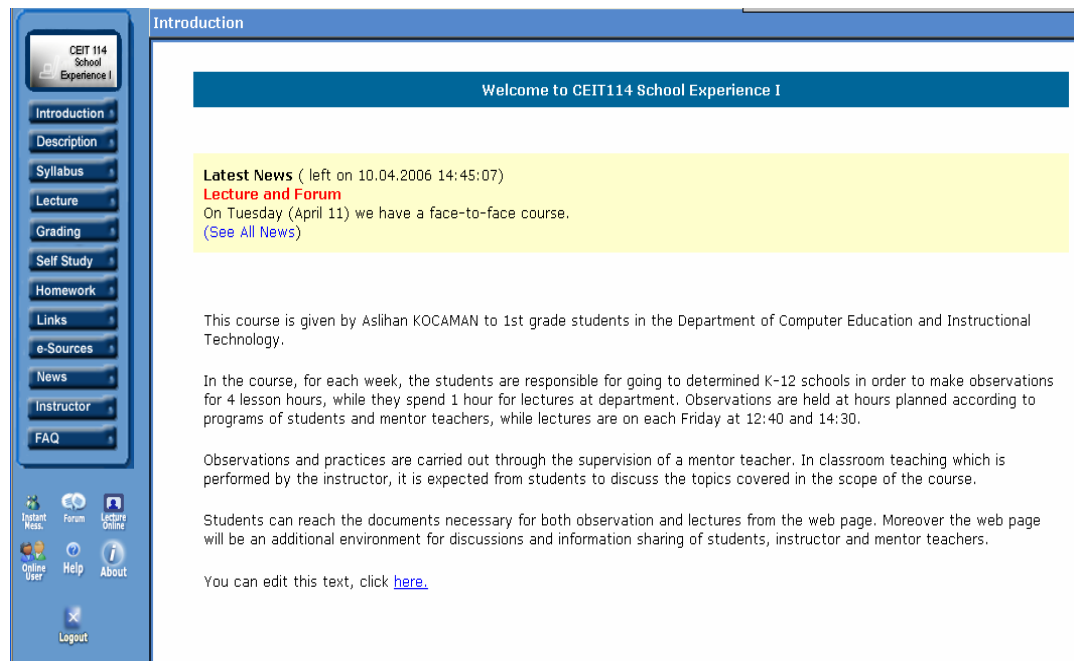 Introduction
CEIT 114
School
Experience I
Introduction
Description
Syllabus
Lecture
Grading
Self Study
Homework
Links
e-Sources
News
Instructor
FAQ
Instant Mess.
Forum
Lecture Online
Online User
Help
About
Logout
Welcome to CEIT114 School Experience I
Latest News ( left on 10.04.2006 14:45:07)
Lecture and Forum
On Tuesday (April 11) we have a face-to-face course.
(See All News)
This course is given by Aslihan KOCAMAN to 1st grade students in the Department of Computer Education and Instructional
Technology.
In the course, for each week, the students are responsible for going to determined K-12 schools in order to make observations
for 4 lesson hours, while they spend 1 hour for lectures at department. Observations are held at hours planned according to
programs of students and mentor teachers, while lectures are on each Friday at 12:40 and 14:30.
Observations and practices are carried out through the supervision of a mentor teacher. In classroom teaching which is
performed by the instructor, it is expected from students to discuss the topics covered in the scope of the course.
Students can reach the documents necessary for both observation and lectures from the web page. Moreover the web page
will be an additional environment for discussions and information sharing of students, instructor and mentor teachers.
You can edit this text, click here.